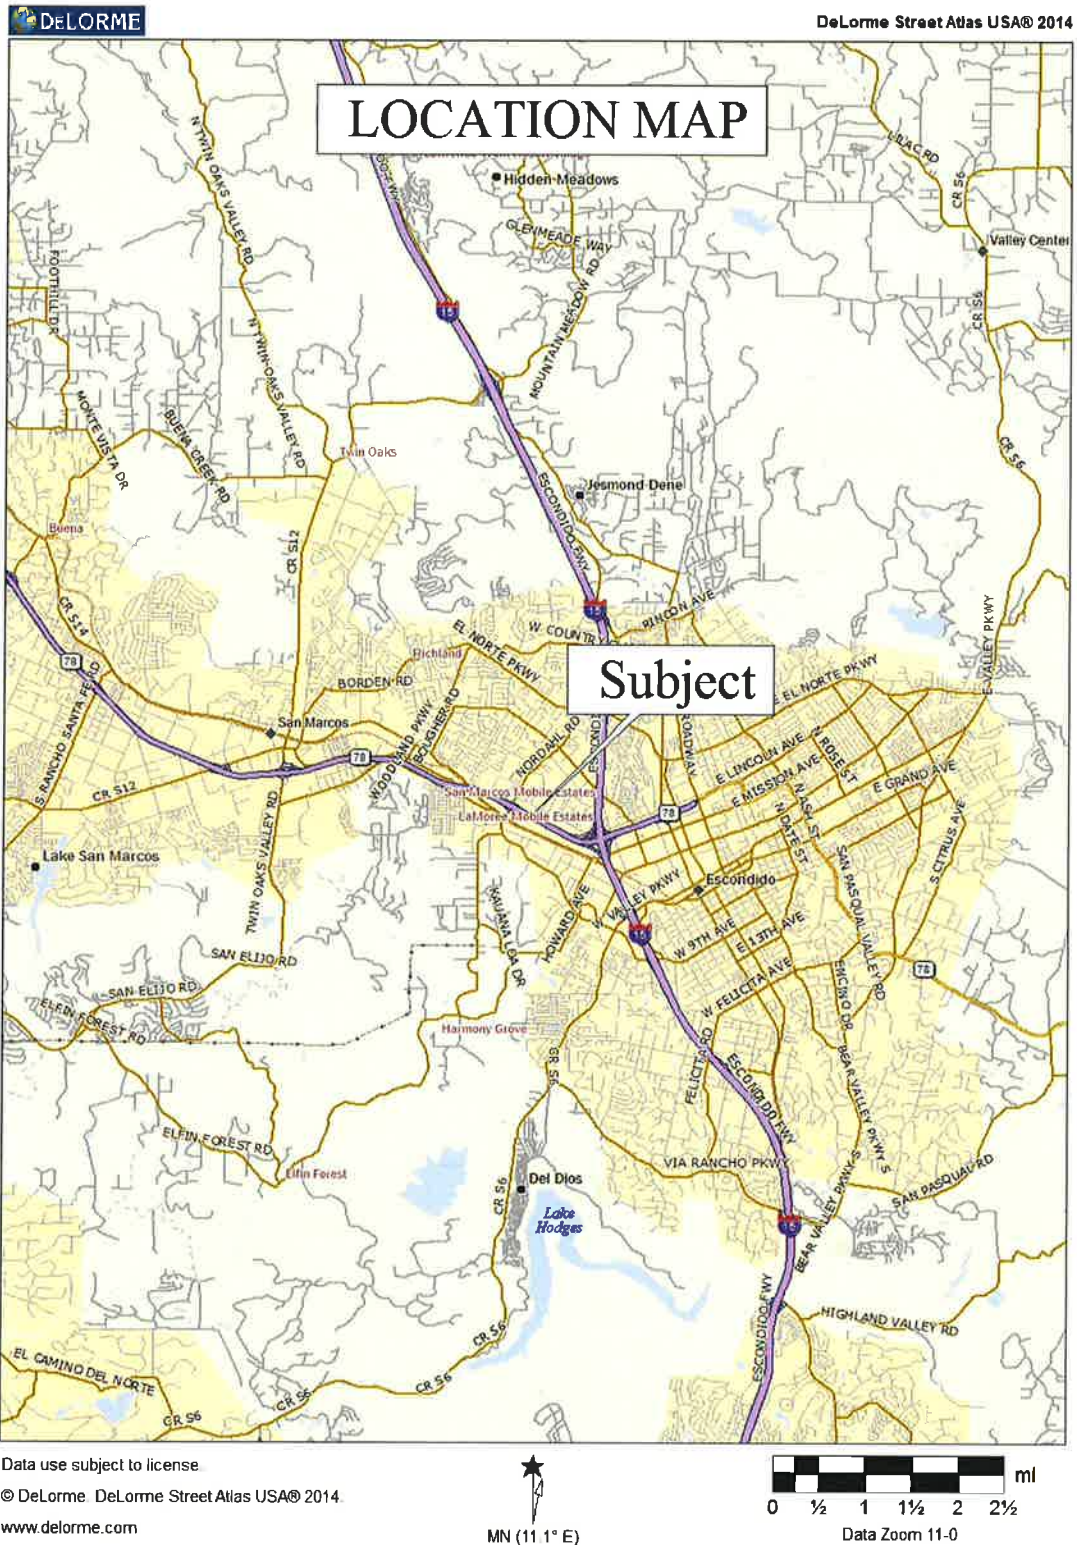 DELORME
DeLorme Street Atlas USA® 2014
LOCATION MAP
Hidden Meadows
GLENMEADE WAY
MOUNTAIN MEADOW RD
LILAC RD
CR S6
Valley Center
CR S6
CR S6
N TWIN OAKS VALLEY RD
N TWIN OAKS VALLEY RD
FOOTHILL DR
MONTE VISTA DR
BUENA CREEK RD
Twin Oaks
15
Jesmond Dene
ESCONDIDO FWY
Buena
CR S12
CR S14
78
15
RINCON AVE
W. COUNTRY
EL NORTE PKWY
Richland
BORDEN RD
Subject
E EL NORTE PKWY
E VALLEY PKWY
S RANCHO SANTA FE RD
San Marcos
WOODLAND PKWY
BOUGHER RD
NORDAHL RD
78
CR S12
San Marcos Mobile Estates
LaMoree Mobile Estates
78
E LINCOLN AVE
N ROSE ST
E MISSION AVE
E GRAND AVE
N ASH ST
N DATE ST
S CITRUS AVE
Lake San Marcos
TWIN OAKS VALLEY RD
Escondido
W VALLEY PKWY
HOWARD AVE
KAUANA LOA DR
SAN PASQUAL VALLEY RD
15
W 9TH AVE
E 13TH AVE
SAN ELIJO RD
SAN ELIJO RD
ELFIN FOREST RD
78
W FELICITA AVE
ENCINO DR
Harmony Grove
CR S6
FELICITA RD
ESCONDIDO FWY
BEAR VALLEY PKWY S
ELFIN FOREST RD
Elfin Forest
VIA RANCHO PKWY
SAN PASQUAL RD
Del Dios
CR S6
Lake
Hodges
15
BEAR VALLEY PKWY S
ESCONDIDO FWY
HIGHLAND VALLEY RD
CR S6
EL CAMINO DEL NORTE
CR S6
CR S6
CR S6
Data use subject to license.
© DeLorme. DeLorme Street Atlas USA® 2014.
www.delorme.com
MN (11.1° E)
mi
0 ½ 1 1½ 2 2½
Data Zoom 11-0